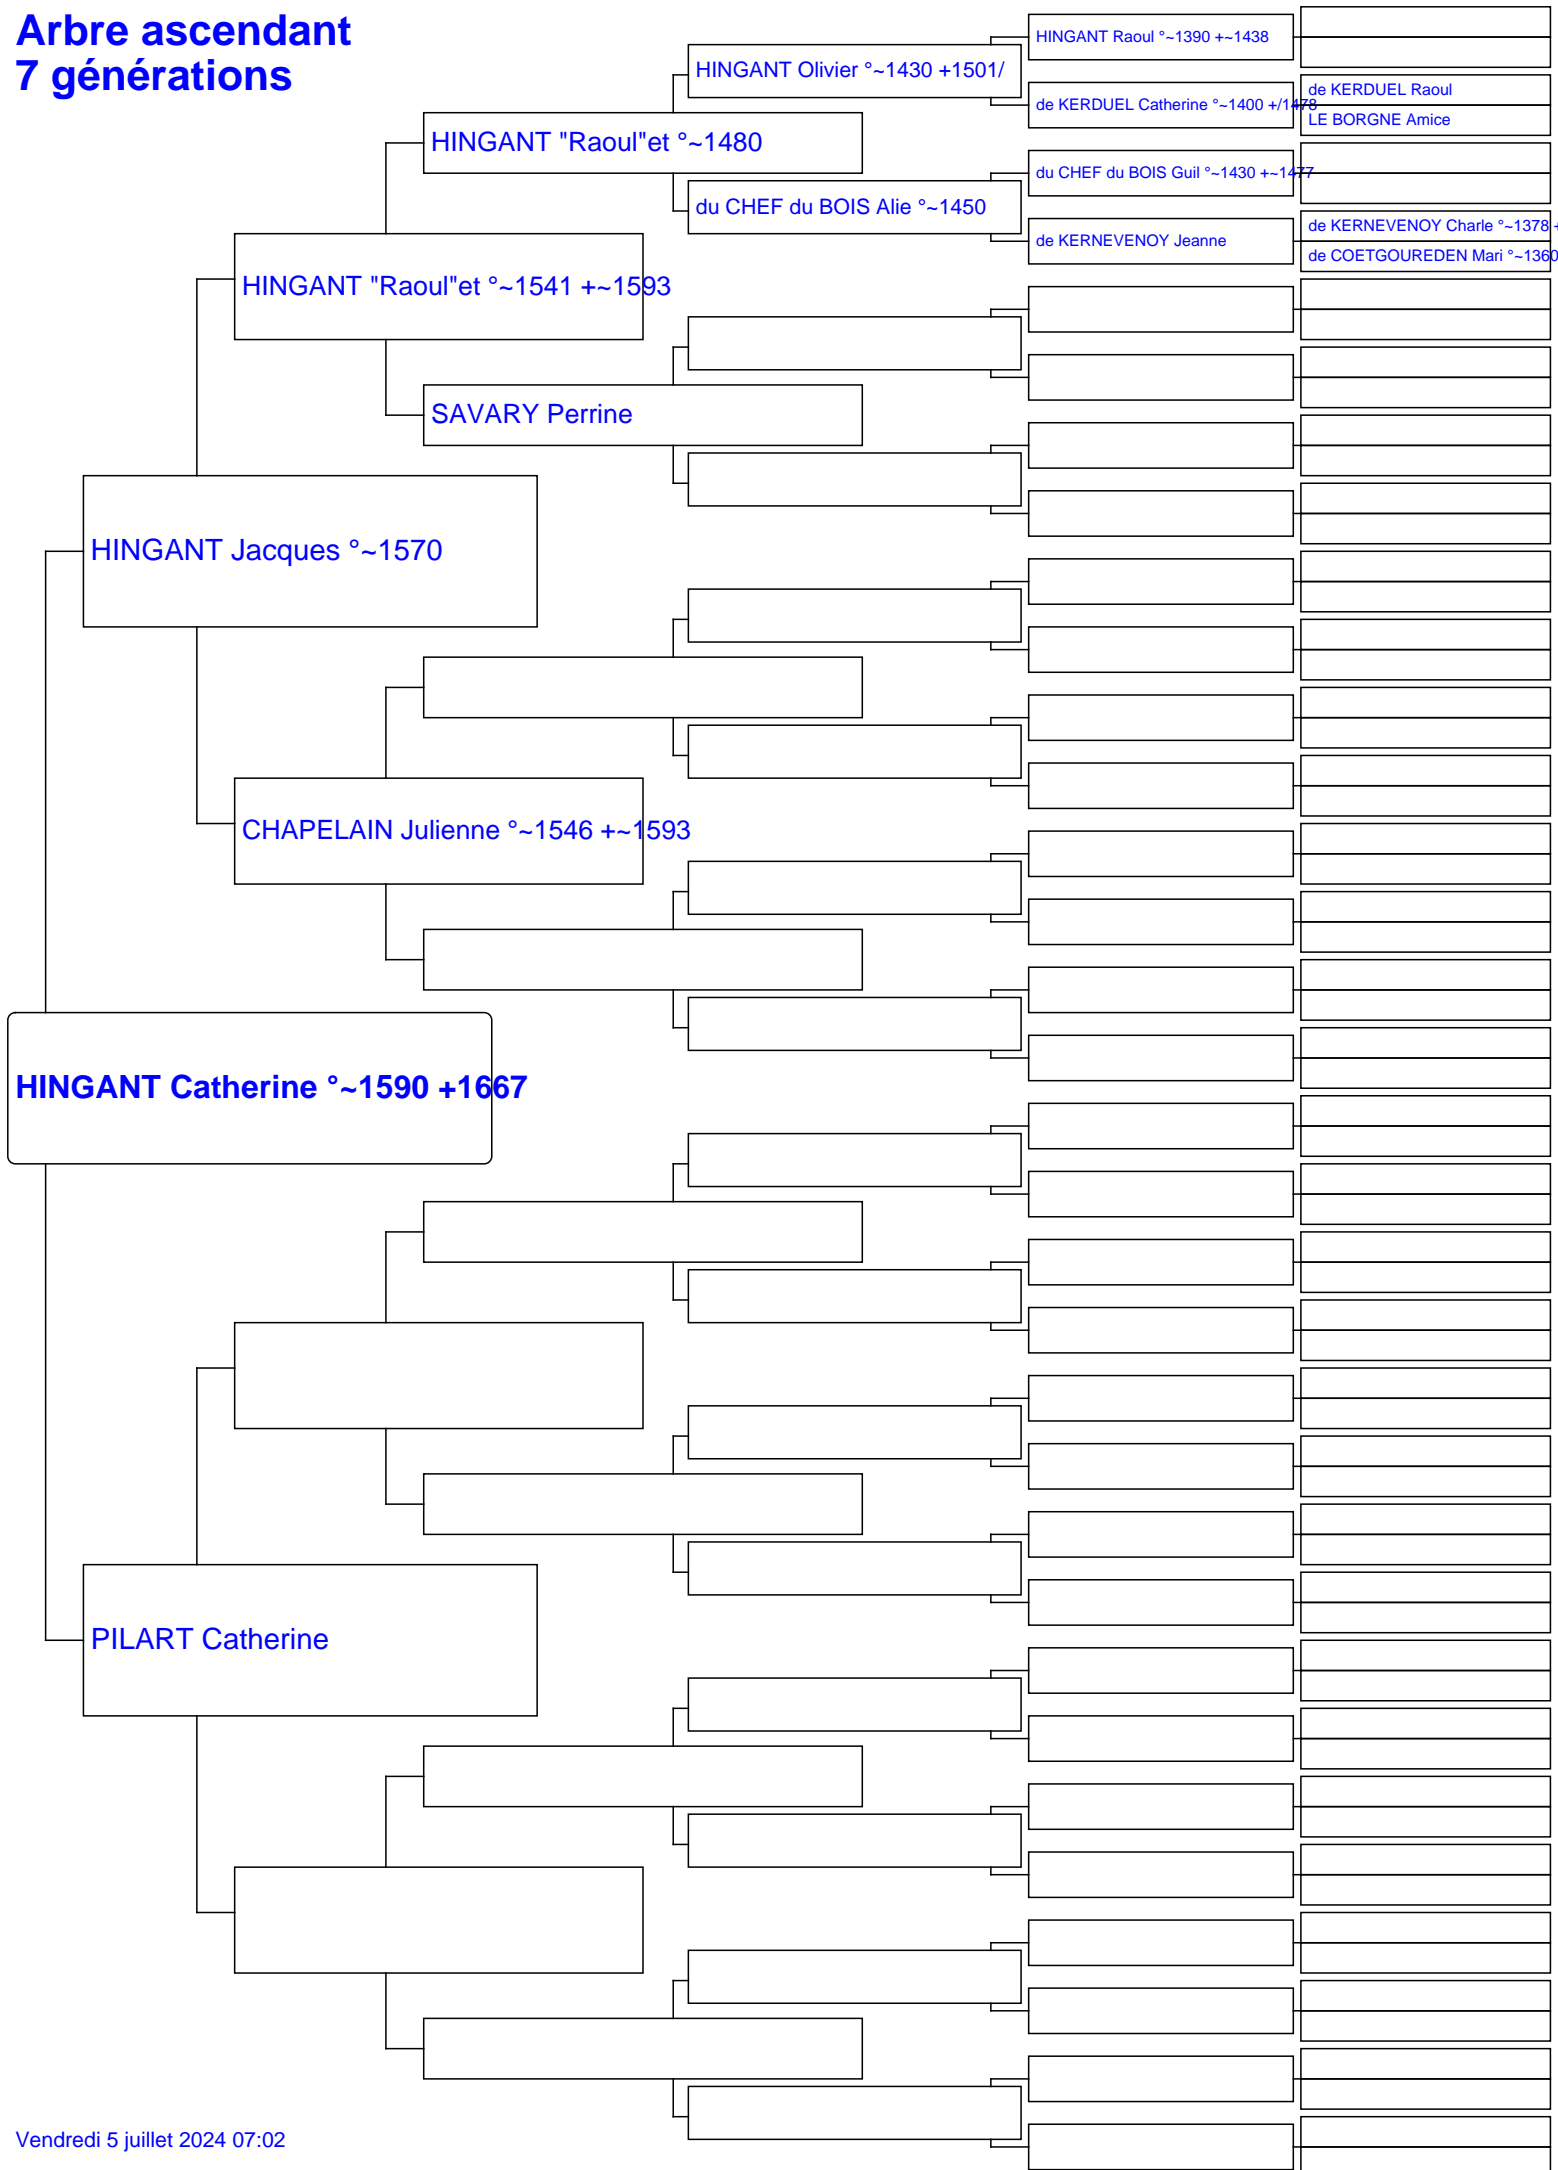 Arbre ascendant
7 générations
HINGANT Raoul °~1390 +~1438
HINGANT Olivier °~1430 +1501/
de KERDUEL Raoul
de KERDUEL Catherine °~1400 +/1478
LE BORGNE Amice
HINGANT "Raoul"et °~1480
du CHEF du BOIS Guil °~1430 +~1477
du CHEF du BOIS Alie °~1450
de KERNEVENOY Charle °~1378 +
de KERNEVENOY Jeanne
de COETGOUREDEN Mari °~1360
HINGANT "Raoul"et °~1541 +~1593
SAVARY Perrine
HINGANT Jacques °~1570
CHAPELAIN Julienne °~1546 +~1593
HINGANT Catherine °~1590 +1667
PILART Catherine
Vendredi 5 juillet 2024 07:02